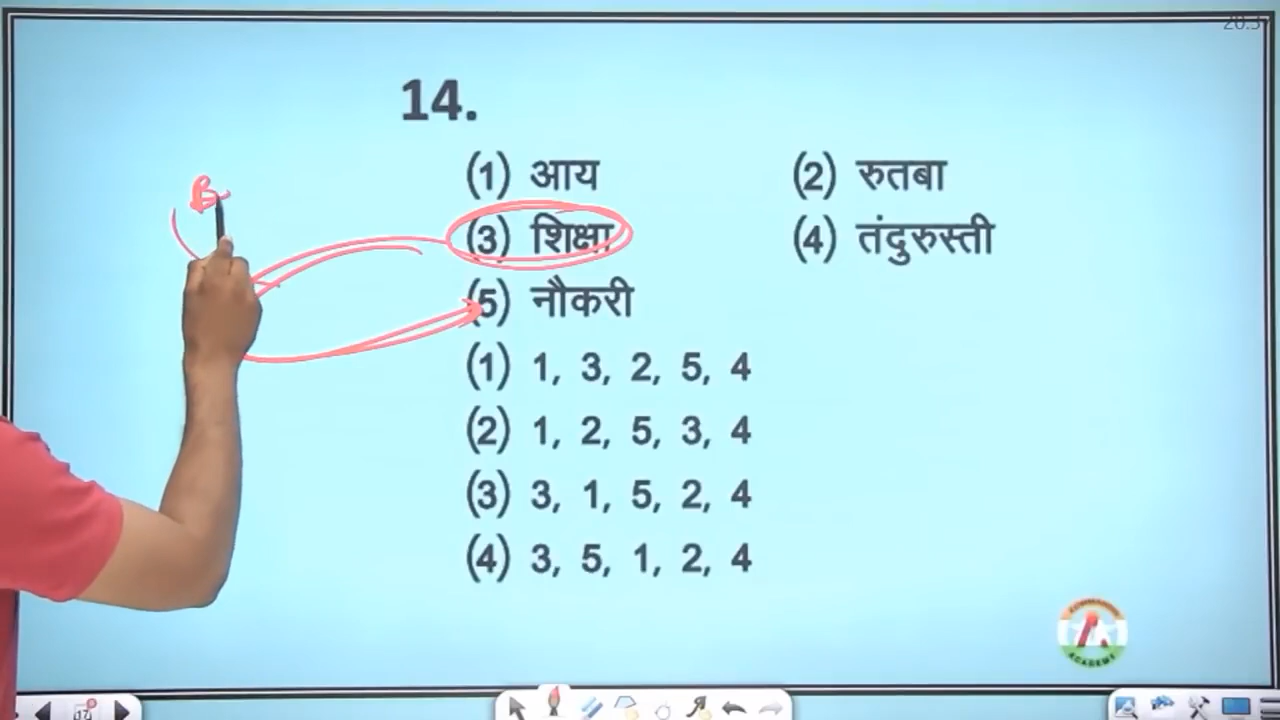 14.
(1) आय (2) रुतबा
(3) शिक्षा (4) तंदुरुस्ती
(5) नौकरी
(1) 1, 3, 2, 5, 4
(2) 1, 2, 5, 3, 4
(3) 3, 1, 5, 2, 4
(4) 3, 5, 1, 2, 4
ACADEMY